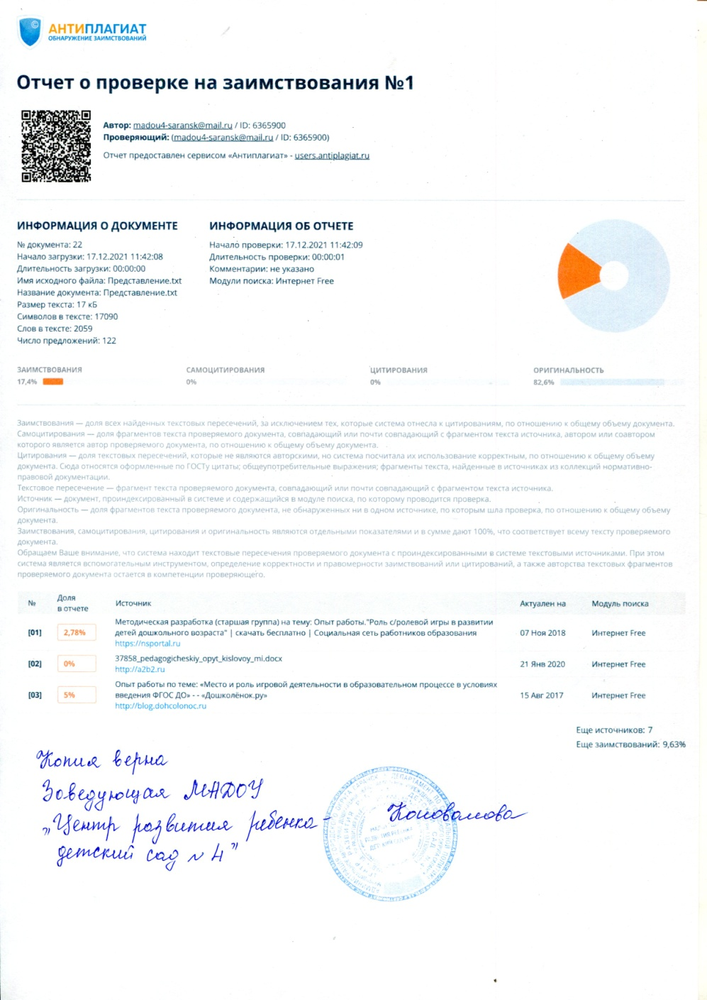 АНТИПЛАГИАТ
ОБНАРУЖЕНИЕ ЗАИМСТВОВАНИЙ
Отчет о проверке на заимствования №1
Автор: madou4-saransk@mail.ru / ID: 6365900
Проверяющий: (madou4-saransk@mail.ru / ID: 6365900)
Отчет предоставлен сервисом «Антиплагиат» - users.antiplagiat.ru
ИНФОРМАЦИЯ О ДОКУМЕНТЕ
№ документа: 22
Начало загрузки: 17.12.2021 11:42:08
Длительность загрузки: 00:00:00
Имя исходного файла: Представление.txt
Название документа: Представление.txt
Размер текста: 17 кБ
Символов в тексте: 17090
Слов в тексте: 2059
Число предложений: 122
ИНФОРМАЦИЯ ОБ ОТЧЕТЕ
Начало проверки: 17.12.2021 11:42:09
Длительность проверки: 00:00:01
Комментарии: не указано
Модули поиска: Интернет Free
ЗАИМСТВОВАНИЯ
17,4%
САМОЦИТИРОВАНИЯ
0%
ЦИТИРОВАНИЯ
0%
ОРИГИНАЛЬНОСТЬ
82,6%
Заимствования — доля всех найденных текстовых пересечений, за исключением тех, которые система отнесла к цитированиям, по отношению к общему объему документа.
Самоцитирования — доля фрагментов текста проверяемого документа, совпадающий или почти совпадающий с фрагментом текста источника, автором или соавтором
которого является автор проверяемого документа, по отношению к общему объему документа.
Цитирования — доля текстовых пересечений, которые не являются авторскими, но система посчитала их использование корректным, по отношению к общему объему
документа. Сюда относятся оформленные по ГОСТу цитаты; общеупотребительные выражения; фрагменты текста, найденные в источниках из коллекций нормативно-
правовой документации.
Текстовое пересечение — фрагмент текста проверяемого документа, совпадающий или почти совпадающий с фрагментом текста источника.
Источник — документ, проиндексированный в системе и содержащийся в модуле поиска, по которому проводится проверка.
Оригинальность — доля фрагментов текста проверяемого документа, не обнаруженных ни в одном источнике, по которым шла проверка, по отношению к общему объему
документа.
Заимствования, самоцитирования, цитирования и оригинальность являются отдельными показателями и в сумме дают 100%, что соответствует всему тексту проверяемого
документа.
Обращаем Ваше внимание, что система находит текстовые пересечения проверяемого документа с проиндексированными в системе текстовыми источниками. При этом
система является вспомогательным инструментом, определение корректности и правомерности заимствований или цитирований, а также авторства текстовых фрагментов
проверяемого документа остается в компетенции проверяющего.
№ Доля в отчете Источник Актуален на Модуль поиска
[01] 2,78% Методическая разработка (старшая группа) на тему: Опыт работы."Роль с/ролевой игры в развитии
детей дошкольного возраста" | скачать бесплатно | Социальная сеть работников образования 07 Ноя 2018 Интернет Free
https://nsportal.ru
[02] 0% 37858_pedagogicheskiy_opyt_kislovoy_mi.docx 21 Янв 2020 Интернет Free
http://a2b2.ru
[03] 5% Опыт работы по теме: «Место и роль игровой деятельности в образовательном процессе в условиях
введения ФГОС ДО» - - «Дошколёнок.ру» 15 Авг 2017 Интернет Free
http://blog.dohcolonoc.ru
Еще источников: 7
Еще заимствований: 9,63%
Копия верна
Зоведующая МАДОУ
„Центр развития ребенка - Коновалова
детский сад № 4"